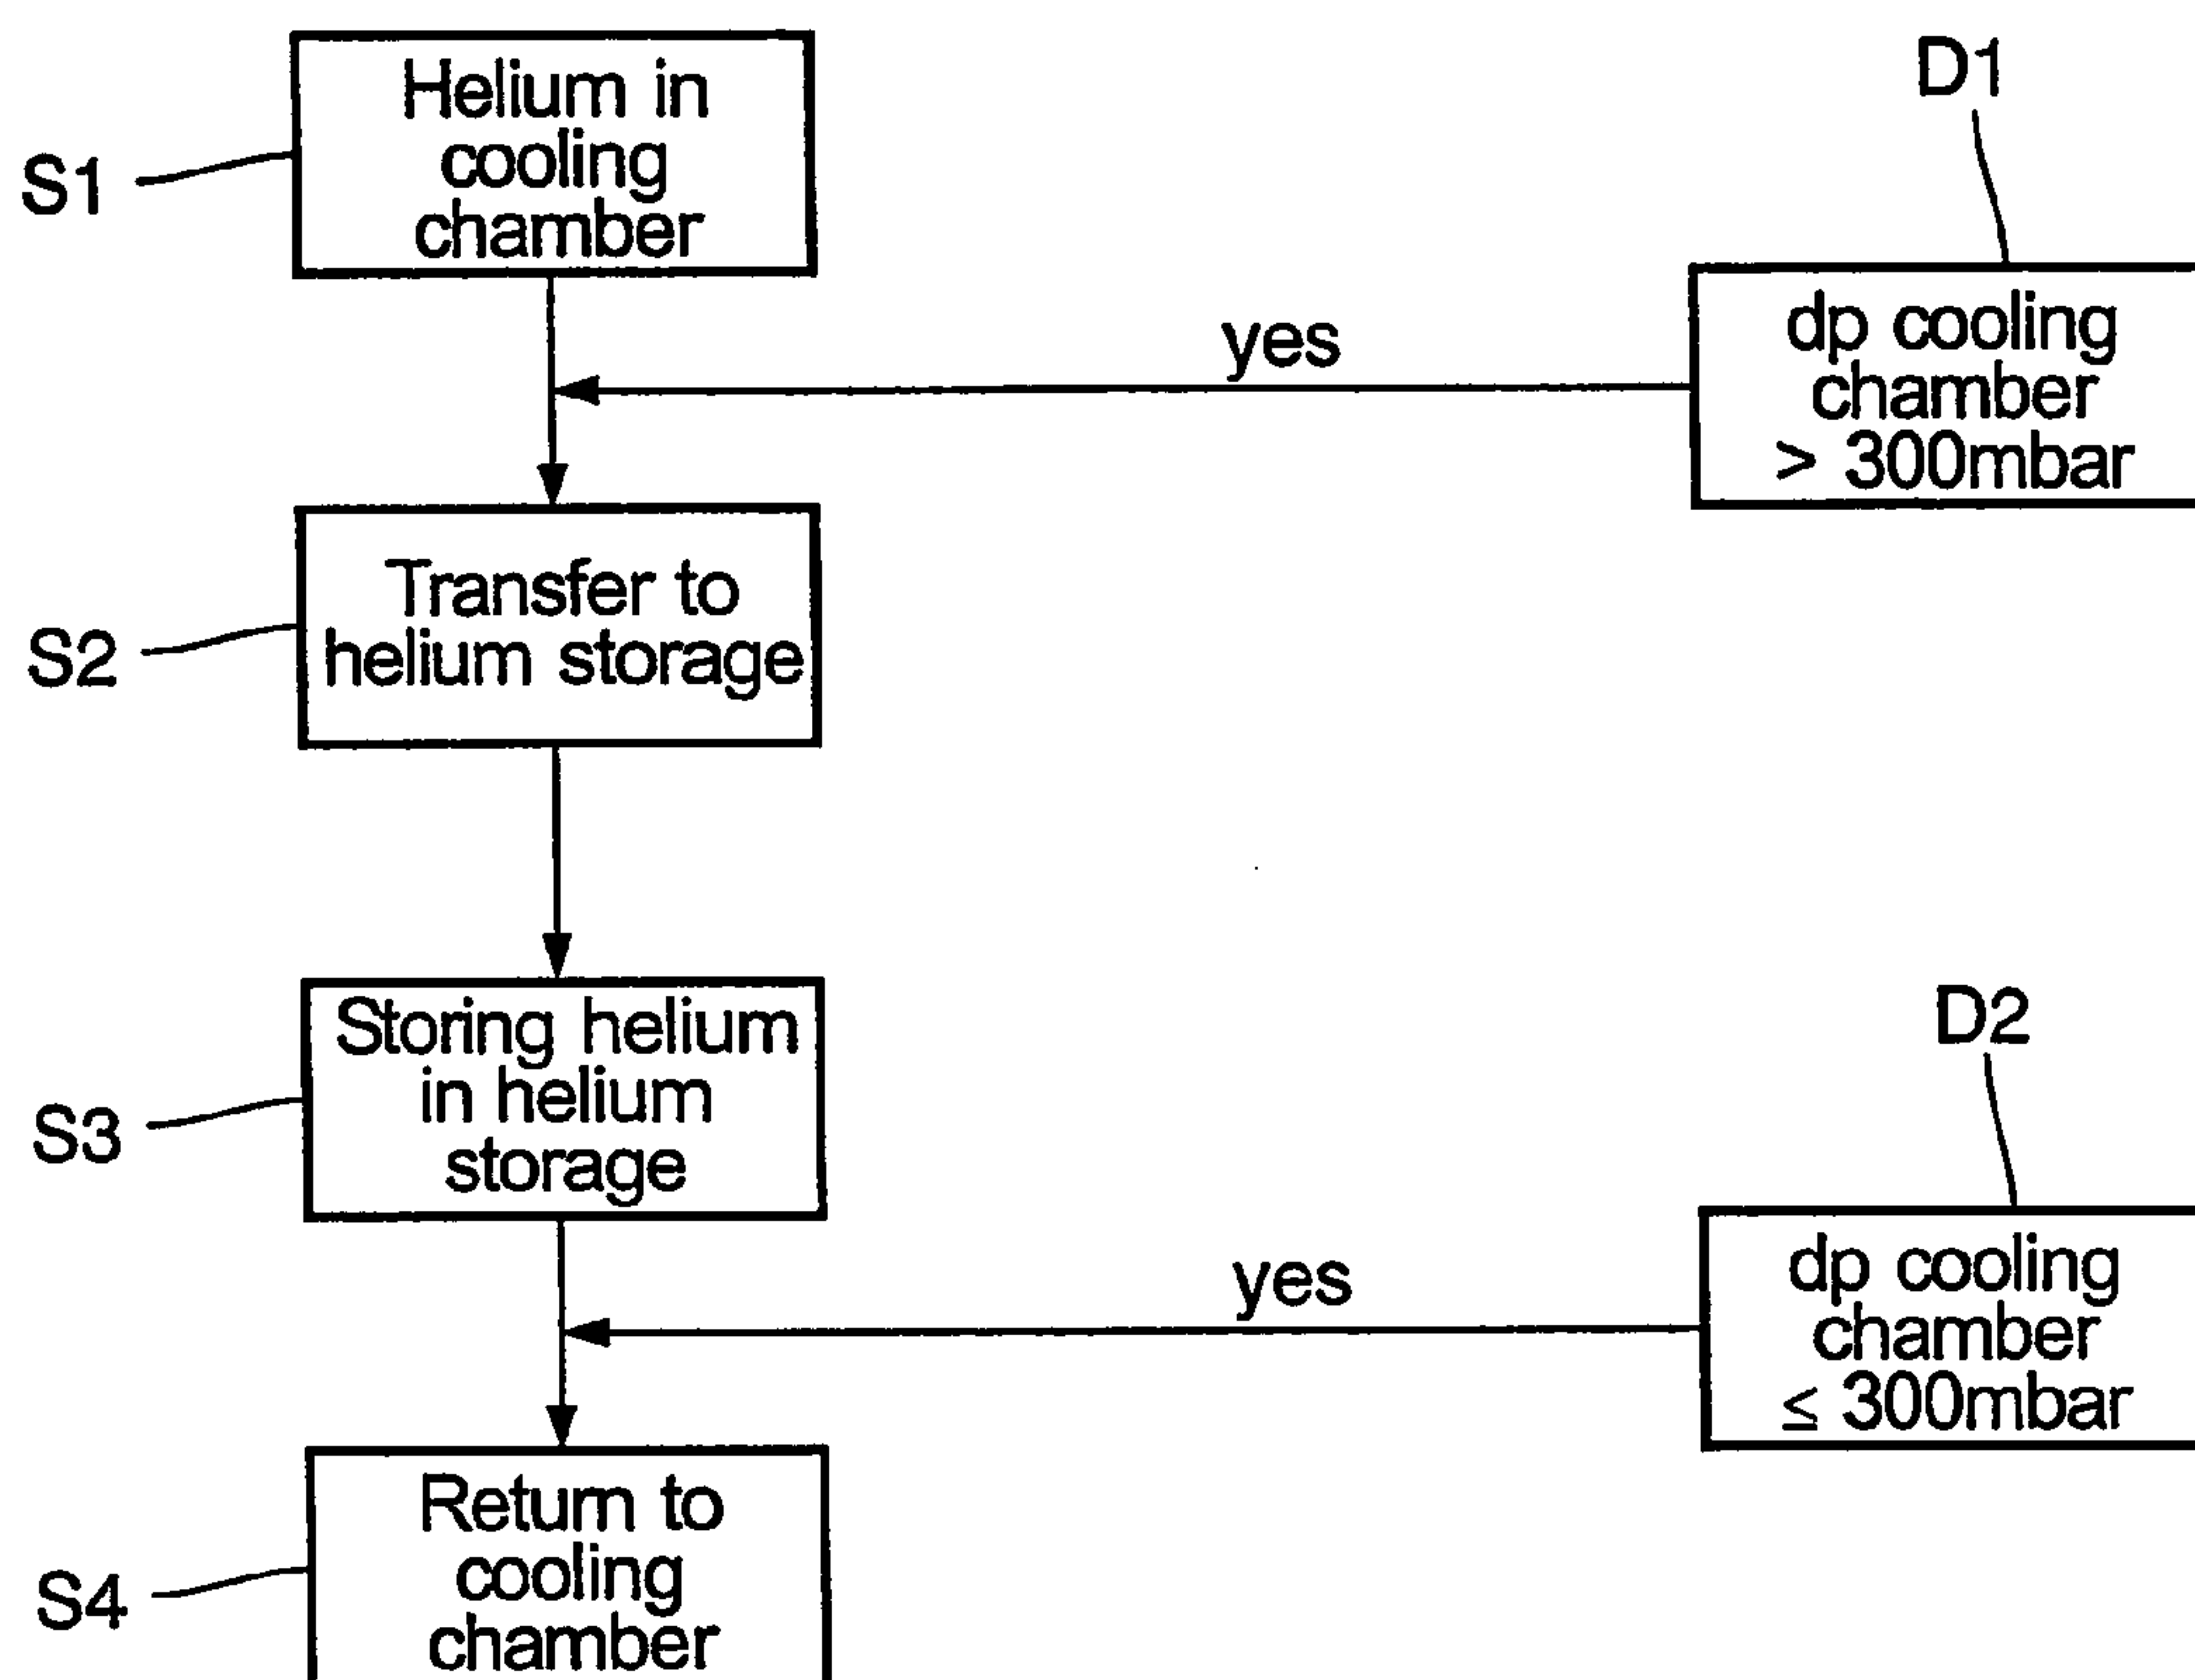 Helium in
cooling
chamber
S1
D1
dp cooling
chamber
> 300mbar
yes
Transfer to
helium storage
S2
Storing helium
in helium
storage
S3
D2
dp cooling
chamber
≤ 300mbar
yes
Return to
cooling
chamber
S4